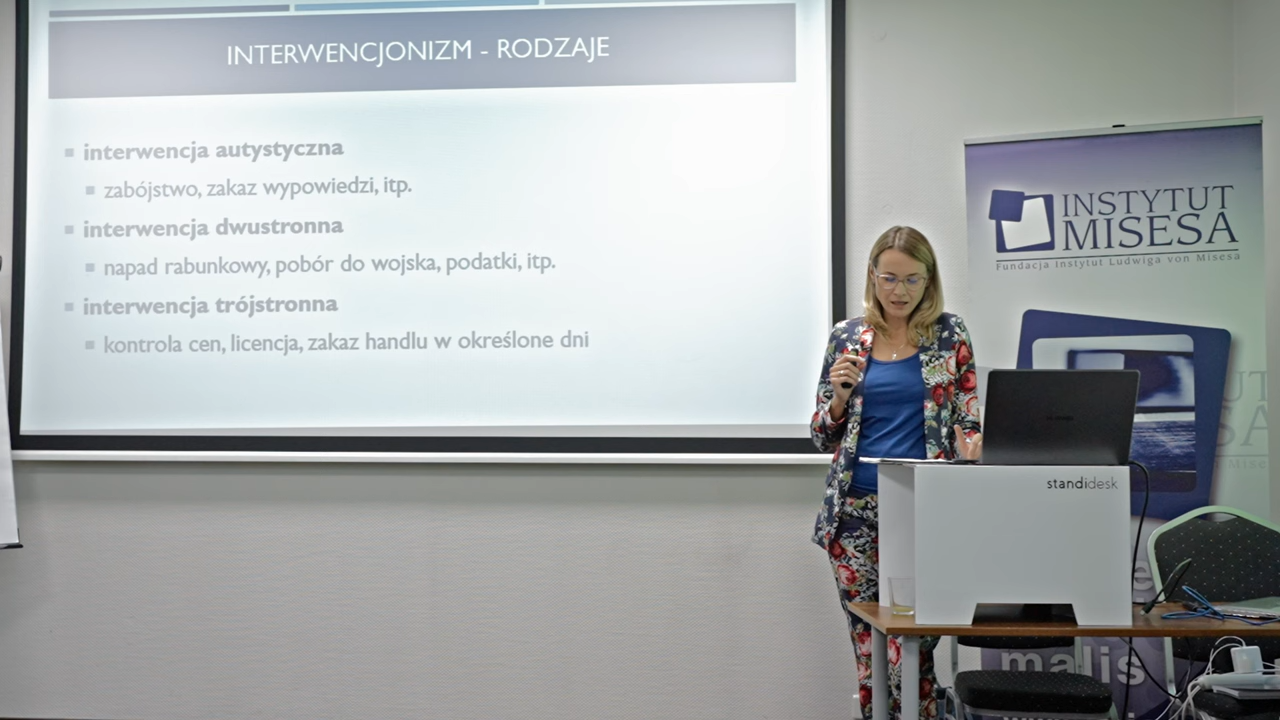 INTERWENCJONIZM - RODZAJE
interwencja autystyczna
zabójstwo, zakaz wypowiedzi, itp.
interwencja dwustronna
napad rabunkowy, pobór do wojska, podatki, itp.
interwencja trójstronna
kontrola cen, licencja, zakaz handlu w określone dni
INSTYTUT
MISESA
Fundacja Instytut Ludwiga von Misesa
standidesk
malis